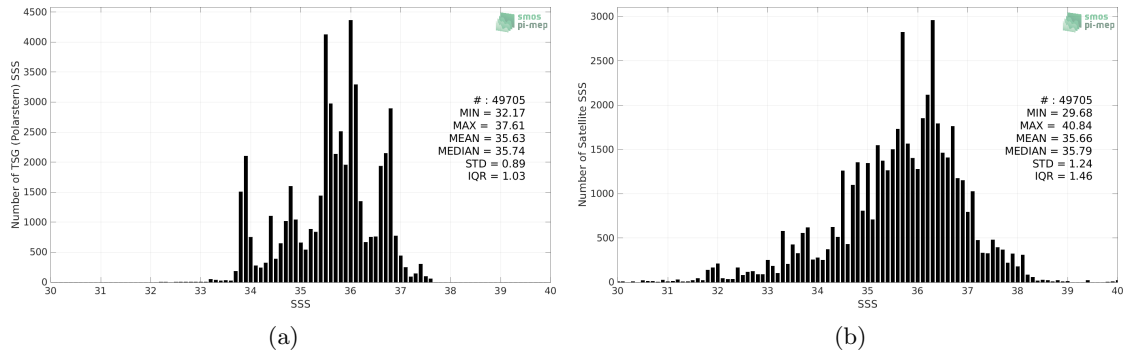 4500
4000
3500
3000
2500
2000
1500
1000
500
0
Number of TSG (Polarstern) SSS
smos
pi-mep
# : 49705
MIN = 32.17
MAX = 37.61
MEAN = 35.63
MEDIAN = 35.74
STD = 0.89
IQR = 1.03
30 31 32 33 34 35 36 37 38 39 40
SSS
(a)
3000
2500
2000
1500
1000
500
0
Number of Satellite SSS
smos
pi-mep
# : 49705
MIN = 29.68
MAX = 40.84
MEAN = 35.66
MEDIAN = 35.79
STD = 1.24
IQR = 1.46
30 31 32 33 34 35 36 37 38 39 40
SSS
(b)